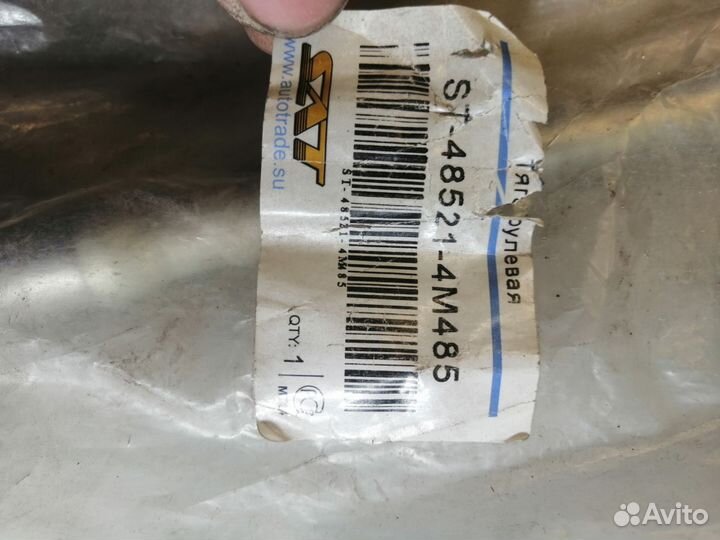 Тяга рулевая
ST-48521-4M485
ST-48521-4M485
SAT
www.autotrade.su
QTY: 1
Avito